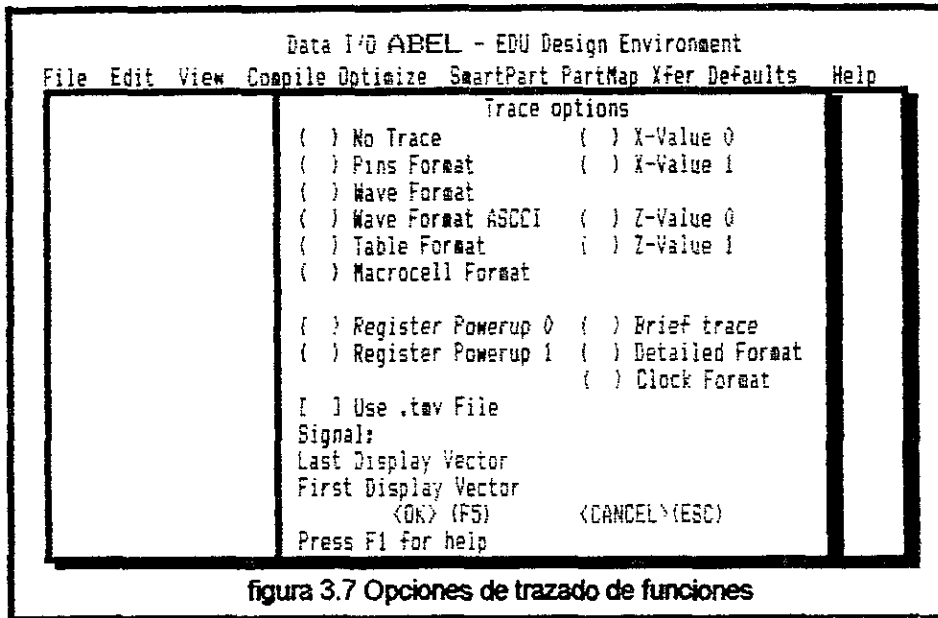 Data I/O ABEL - EDU Design Environment
File Edit View Compile Optimize SmartPart PartMap Xfer Defaults Help
Trace options
( ) No Trace ( ) X-Value 0
( ) Pins Format ( ) X-Value 1
( ) Wave Format
( ) Wave Format ASCCI ( ) Z-Value 0
( ) Table Format ( ) Z-Value 1
( ) Macrocell Format
( ) Register Powerup 0 ( ) Brief trace
( ) Register Powerup 1 ( ) Detailed Format
( ) Clock Format
[ ] Use .tmv File
Signal:
Last Display Vector
First Display Vector
<OK> (F5) <CANCEL>(ESC)
Press F1 for help
figura 3.7 Opciones de trazado de funciones